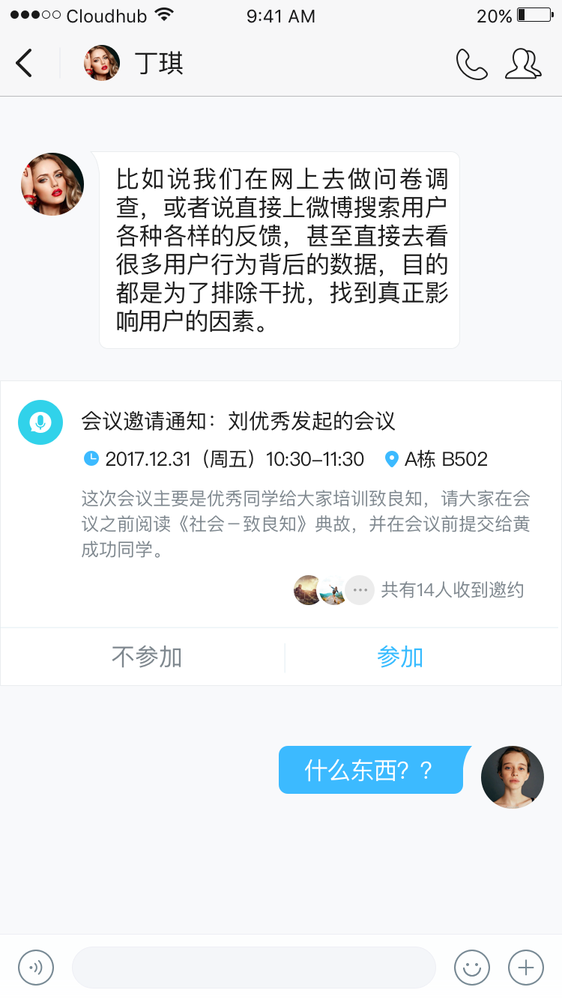 Cloudhub 9:41 AM 20%
丁琪
比如说我们在网上去做问卷调
查，或者说直接上微博搜索用户
各种各样的反馈，甚至直接去看
很多用户行为背后的数据，目的
都是为了排除干扰，找到真正影
响用户的因素。
会议邀请通知：刘优秀发起的会议
2017.12.31（周五）10:30–11:30 A栋 B502
这次会议主要是优秀同学给大家培训致良知，请大家在会
议之前阅读《社会－致良知》典故，并在会议前提交给黄
成功同学。
共有14人收到邀约
不参加 参加
什么东西？？